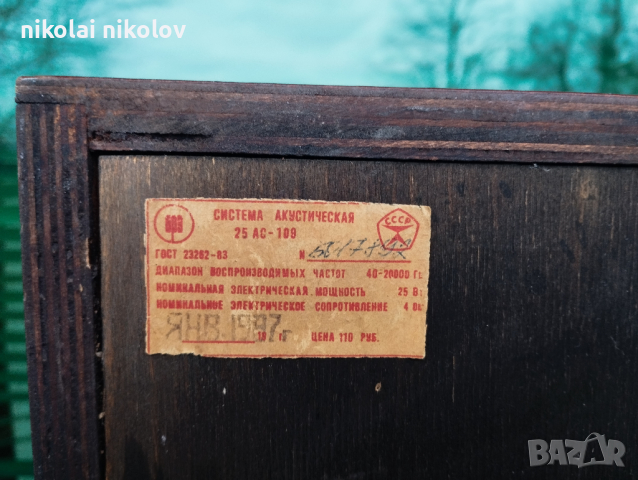 nikolai nikolov
БРЗ
СИСТЕМА АКУСТИЧЕСКАЯ
25 АС-109
СССР
ГОСТ 23262-83 N
ДИАПАЗОН ВОСПРОИЗВОДИМЫХ ЧАСТОТ 40-20000 Гц
НОМИНАЛЬНАЯ ЭЛЕКТРИЧЕСКАЯ МОЩНОСТЬ 25 Вт
НОМИНАЛЬНОЕ ЭЛЕКТРИЧЕСКОЕ СОПРОТИВЛЕНИЕ 4 Ом
ЯНВ. г. ЦЕНА 110 РУБ.
BAZAR